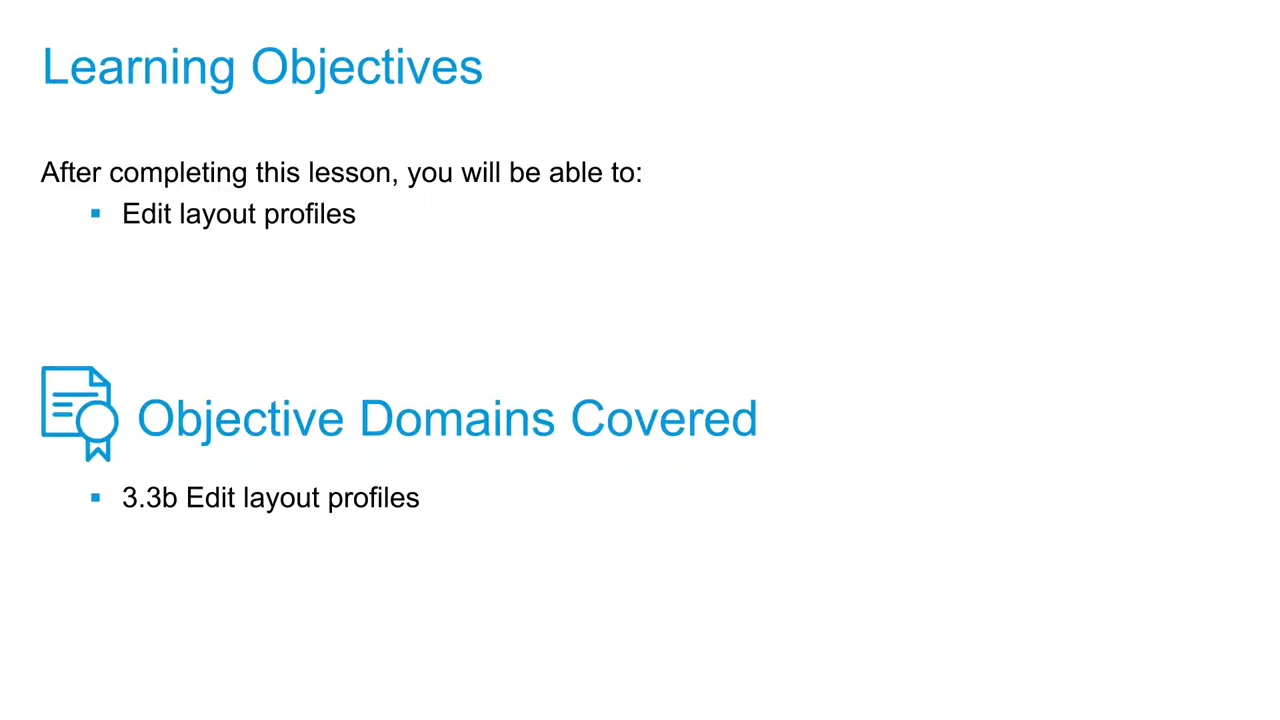 Learning Objectives
After completing this lesson, you will be able to:
▪ Edit layout profiles
Objective Domains Covered
▪ 3.3b Edit layout profiles